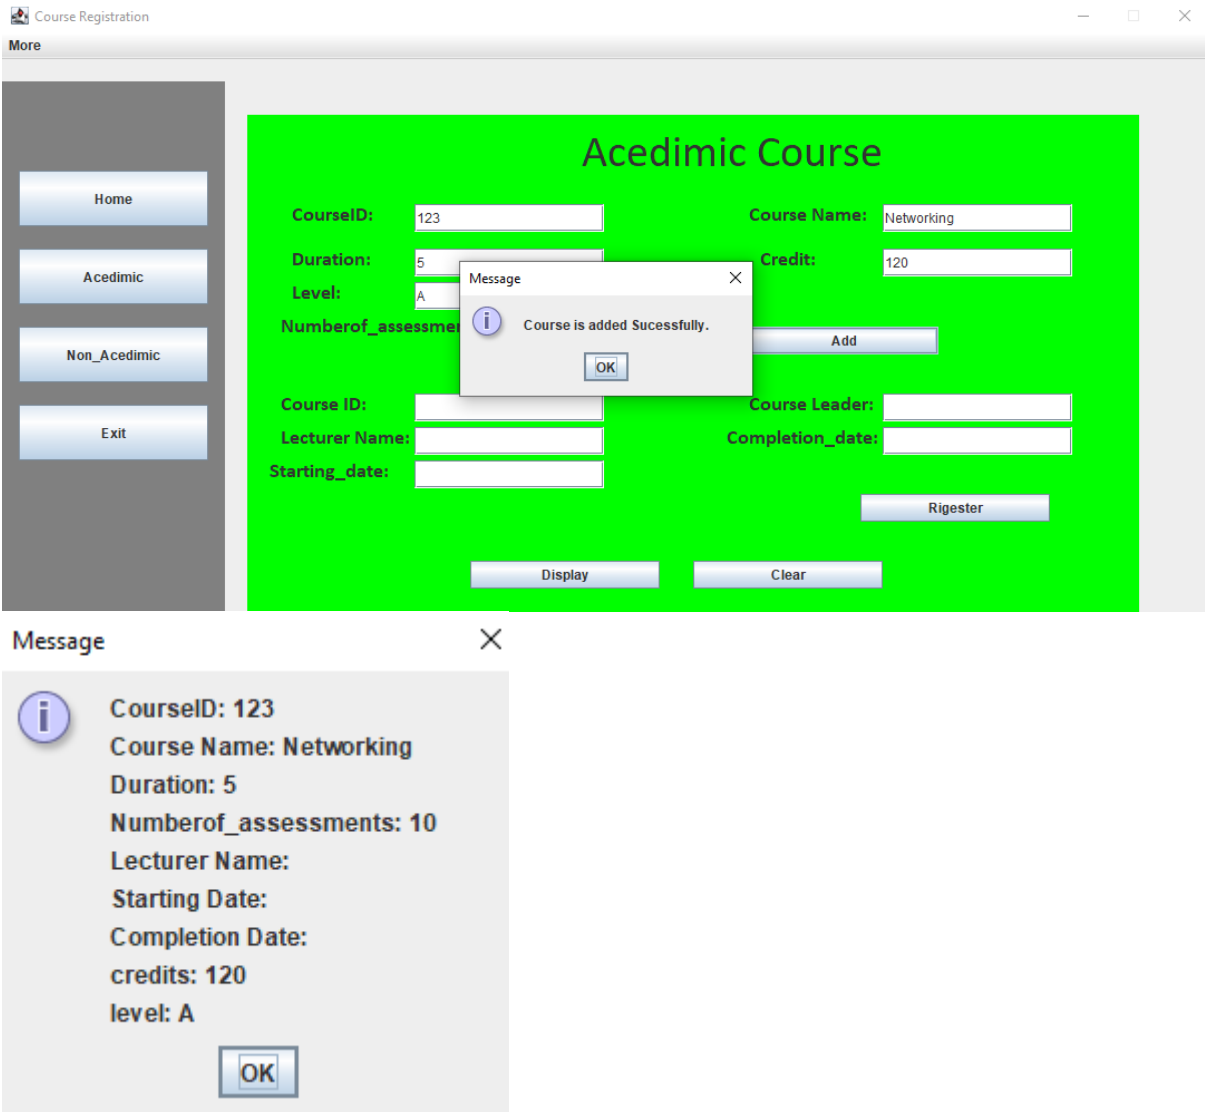 Course Registration
More
Acedimic Course
Home
CourseID: 123 Course Name: Networking
Duration: 5 Credit: 120
Acedimic
Level: A
Message
Course is added Sucessfully.
OK
Numberof_assessmen
Add
Non_Acedimic
Course ID: Course Leader:
Exit
Lecturer Name: Completion_date:
Starting_date:
Rigester
Display Clear
Message
CourseID: 123
Course Name: Networking
Duration: 5
Numberof_assessments: 10
Lecturer Name:
Starting Date:
Completion Date:
credits: 120
level: A
OK